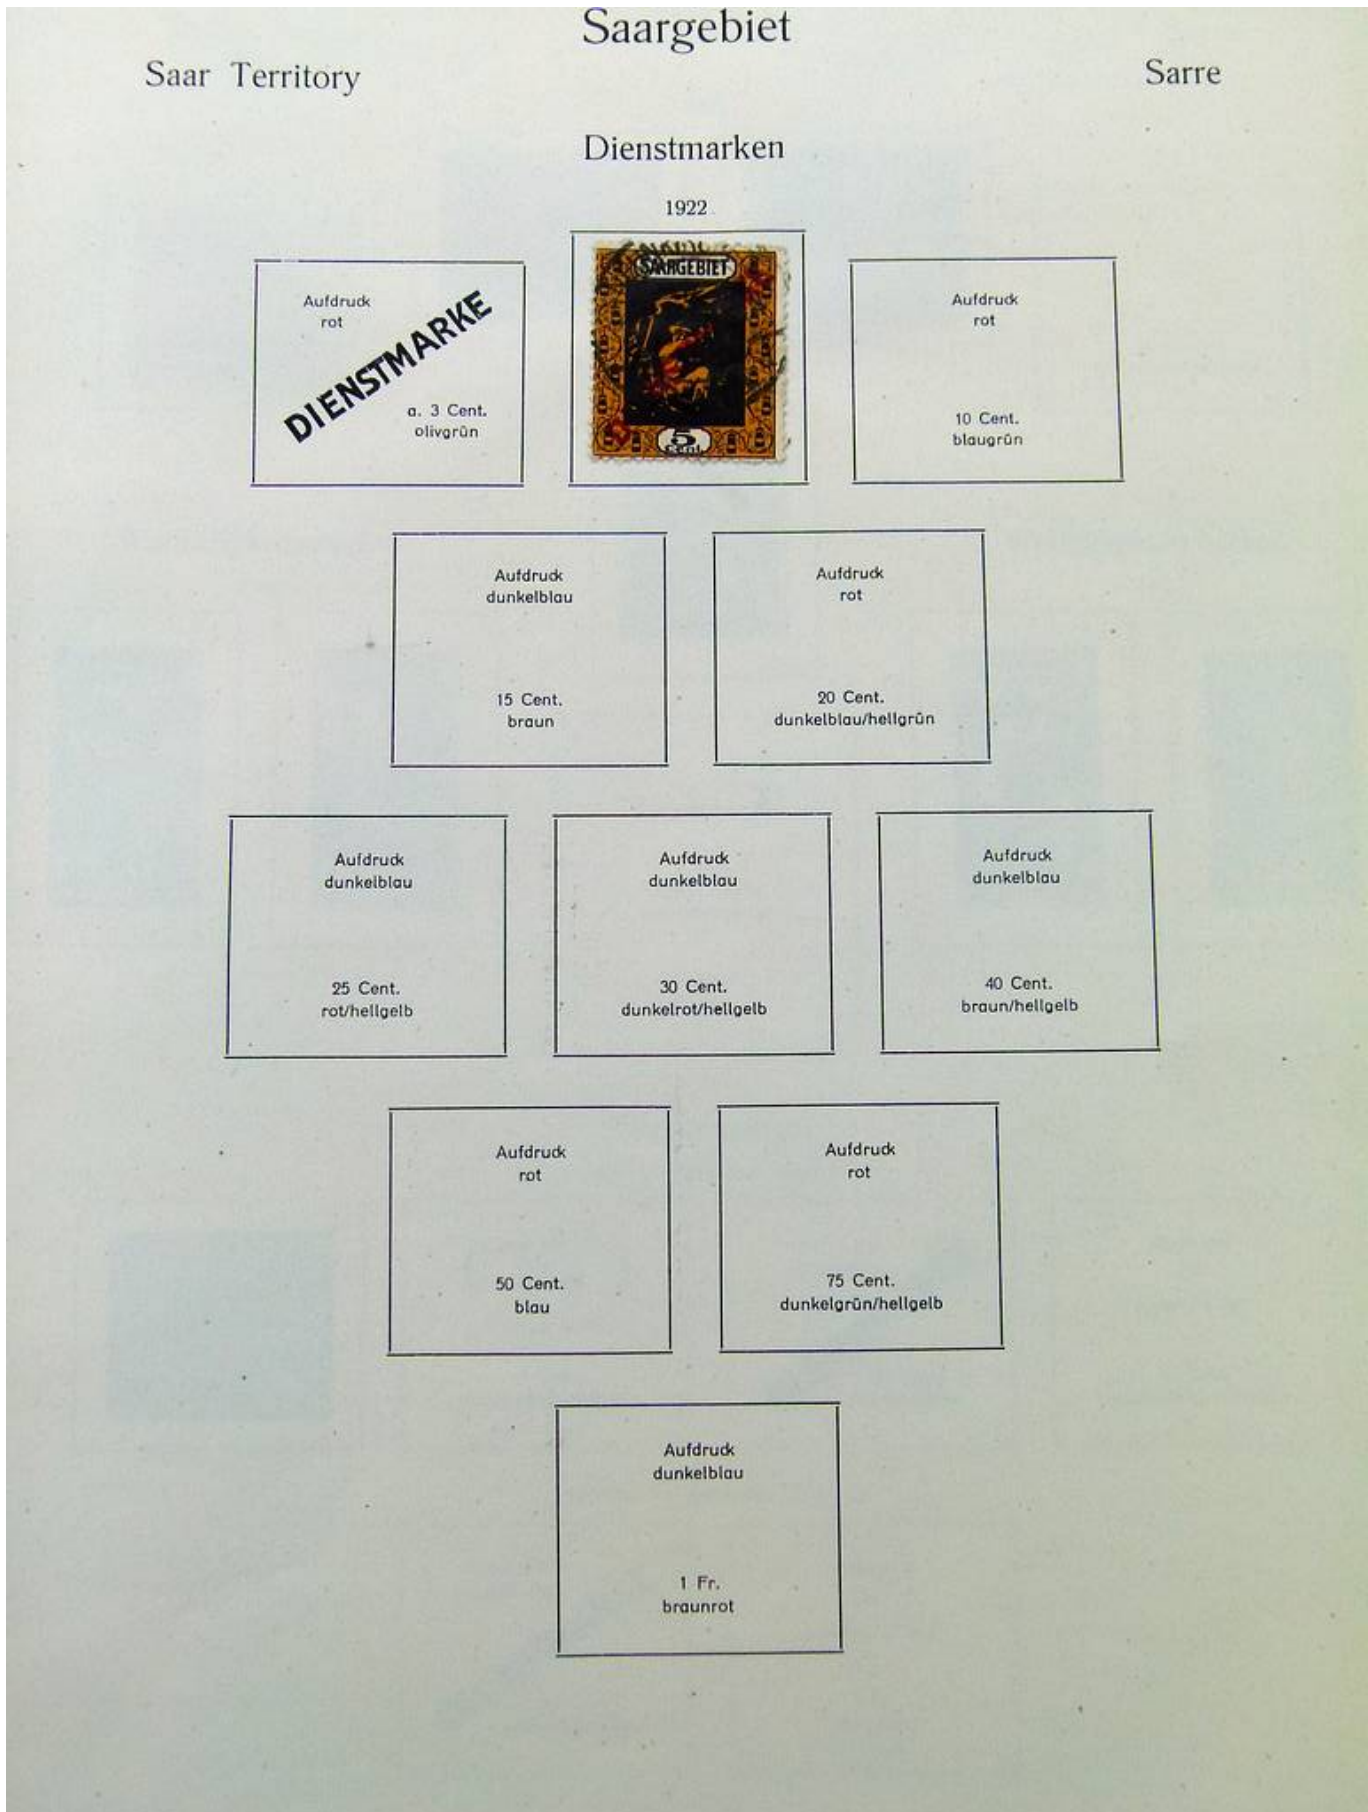 Saargebiet
Saar Territory
Sarre
Dienstmarken
1922
Aufdruck
rot
DIENSTMARKE
a. 3 Cent.
olivgrün
SAARGEBIET
5
Cent.
Aufdruck
rot
10 Cent.
blaugrün
Aufdruck
dunkelblau
15 Cent.
braun
Aufdruck
rot
20 Cent.
dunkelblau/hellgrün
Aufdruck
dunkelblau
25 Cent.
rot/hellgelb
Aufdruck
dunkelblau
30 Cent.
dunkelrot/hellgelb
Aufdruck
dunkelblau
40 Cent.
braun/hellgelb
Aufdruck
rot
50 Cent.
blau
Aufdruck
rot
75 Cent.
dunkelgrün/hellgelb
Aufdruck
dunkelblau
1 Fr.
braunrot